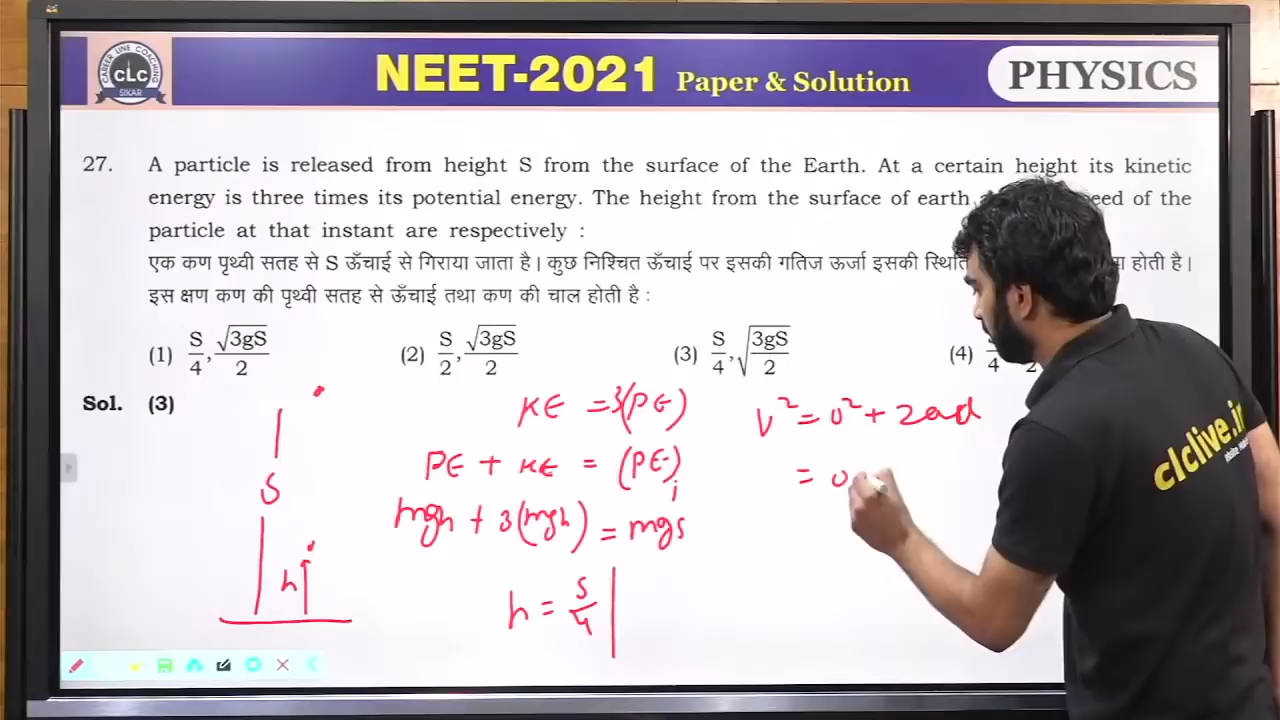 CAREER LINE COACHING
CLC
SIKAR
NEET-2021 Paper & Solution
PHYSICS
27. A particle is released from height S from the surface of the Earth. At a certain height its kinetic
energy is three times its potential energy. The height from the surface of earth eed of the
particle at that instant are respectively :
एक कण पृथ्वी सतह से S ऊँचाई से गिराया जाता है। कुछ निश्चित ऊँचाई पर इसकी गतिज ऊर्जा इसकी होती है।
इस क्षण कण की पृथ्वी सतह से ऊँचाई तथा कण की चाल होती है :
(1) S/4, √3gS/2 (2) S/2, √3gS/2 (3) S/4, √(3gS/2) (4)
Sol. (3)
KE = 3(PE)
PE + KE = (PE)i
mgh + 3(mgh) = mgs
h = s/4
S
h
v² = u² + 2ad
= 0
clclive.in